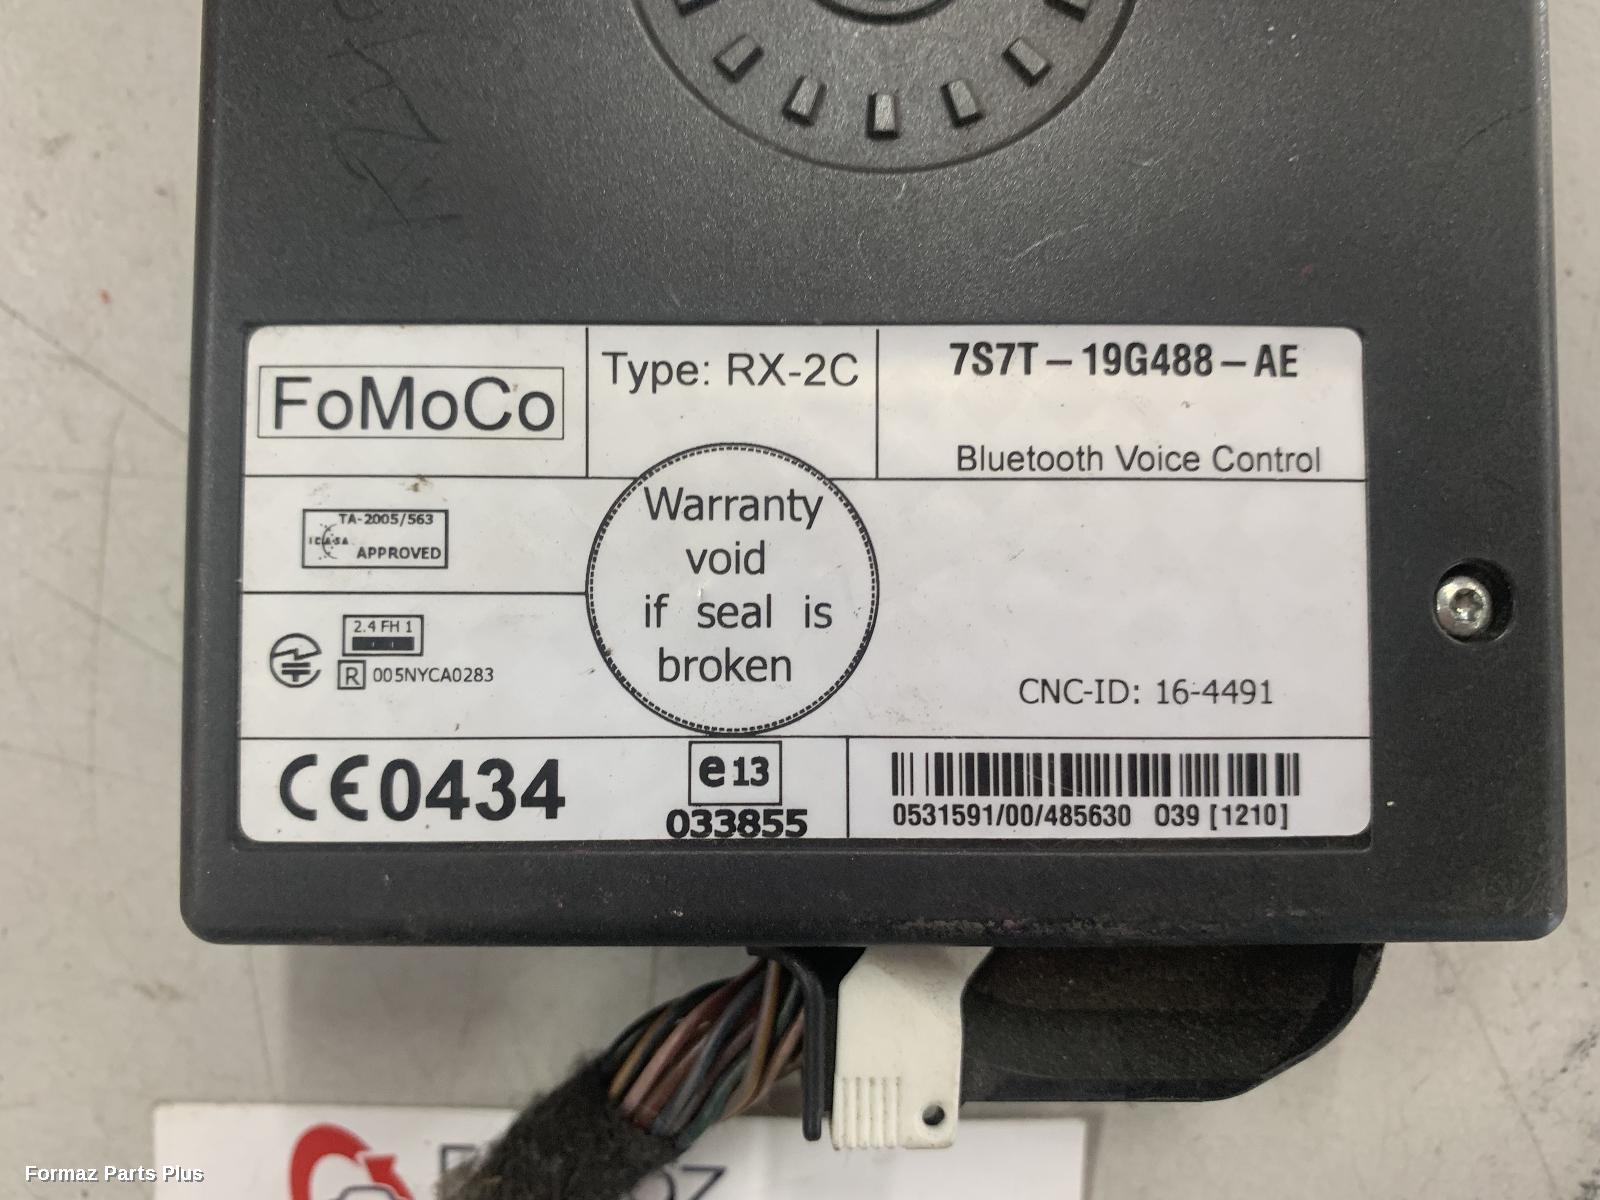 FoMoCo
Type: RX-2C
7S7T-19G488-AE
Bluetooth Voice Control
TA-2005/563
ICASA
APPROVED
Warranty
void
if seal is
broken
2.4 FH 1
R 005NYCA0283
CNC-ID: 16-4491
CE0434
e13
033855
0531591/00/485630 039 [1210]
Formaz Parts Plus